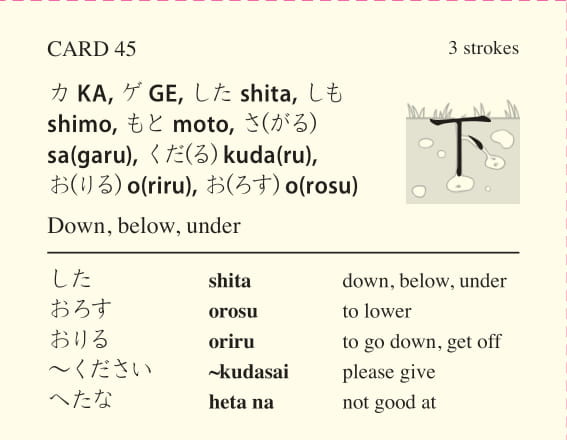 CARD 45 3 strokes
カ KA, ゲ GE, した shita, しも
shimo, もと moto, さ(がる)
sa(garu), くだ(る) kuda(ru),
お(りる) o(riru), お(ろす) o(rosu)
下
Down, below, under
した shita down, below, under
おろす orosu to lower
おりる oriru to go down, get off
〜ください ~kudasai please give
へたな heta na not good at